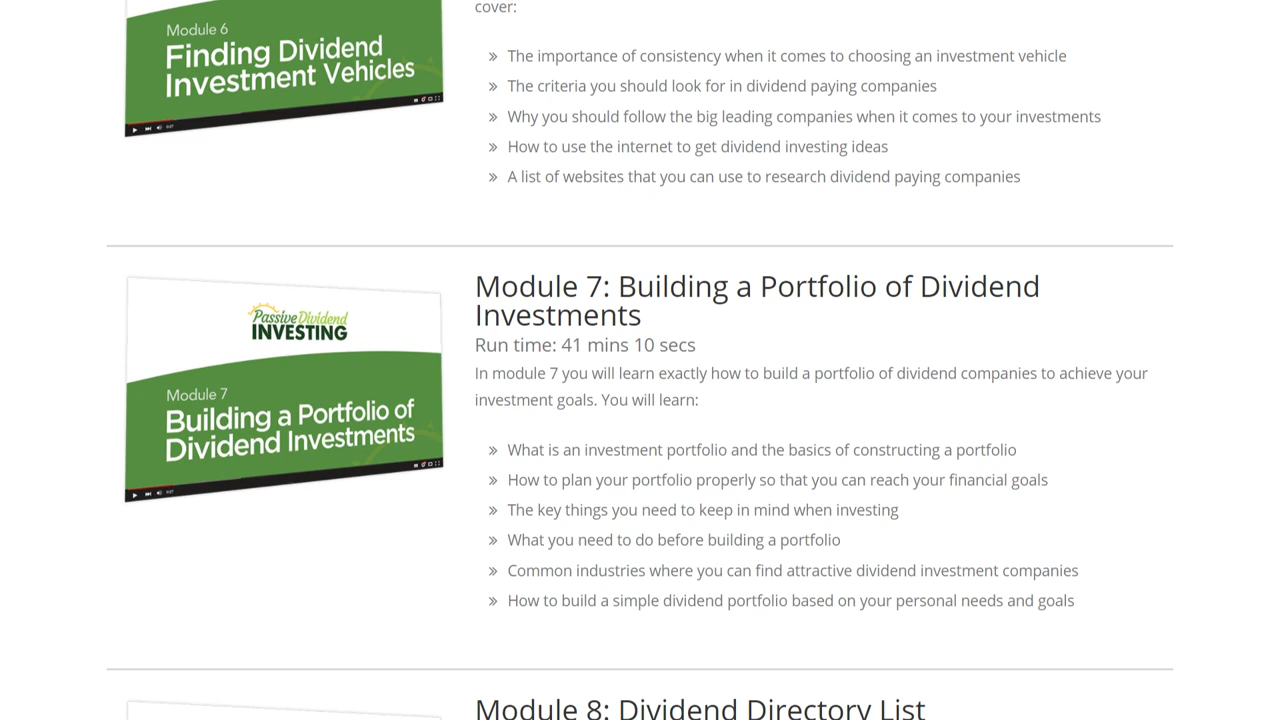 cover:
Module 6
Finding Dividend
Investment Vehicles
» The importance of consistency when it comes to choosing an investment vehicle
» The criteria you should look for in dividend paying companies
» Why you should follow the big leading companies when it comes to your investments
» How to use the internet to get dividend investing ideas
» A list of websites that you can use to research dividend paying companies
Passive Dividend
INVESTING
Module 7
Building a Portfolio of
Dividend Investments
Module 7: Building a Portfolio of Dividend
Investments
Run time: 41 mins 10 secs
In module 7 you will learn exactly how to build a portfolio of dividend companies to achieve your
investment goals. You will learn:
» What is an investment portfolio and the basics of constructing a portfolio
» How to plan your portfolio properly so that you can reach your financial goals
» The key things you need to keep in mind when investing
» What you need to do before building a portfolio
» Common industries where you can find attractive dividend investment companies
» How to build a simple dividend portfolio based on your personal needs and goals
Module 8: Dividend Directory List